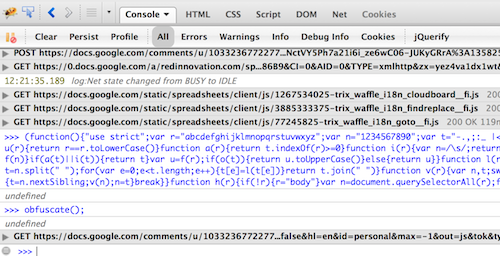 Console HTML CSS Script DOM Net Cookies
Clear Persist Profile All Errors Warnings Info Debug Info Cookies jQuerify
POST https://docs.google.com/comments/u/1033236772277...NctVY5Ph7a21i6i_ze6wC06-JUKyGRrA%3A13582
GET https://0.docs.google.com/a/redinnovation.com/sp...86B9&CI=0&AID=0&TYPE=xmlhttp&zx=yez4va1dx1wt&
12:21:35.189 log:Net state changed from BUSY to IDLE
GET https://docs.google.com/static/spreadsheets/client/js/1267534025-trix_waffle_i18n_cloudboard__fi.js 200
GET https://docs.google.com/static/spreadsheets/client/js/3885333375-trix_waffle_i18n_findreplace__fi.js 200 O
GET https://docs.google.com/static/spreadsheets/client/js/77245825-trix_waffle_i18n_goto__fi.js 200 OK 119m
>>> (function(){"use strict";var r="abcdefghijklmnopqrstuvwxyz";var n="1234567890";var t="-.,;:_
u(r){return r==r.toLowerCase()}function a(r){return t.indexOf(r)>=0}function i(r){var n=/\s/;return
f(n)}if(a(t)||i(t)){return t}var u=f(r);if(o(t)){return u.toUpperCase()}else{return u}}function l(r
t=n.split(" ");for(var e=0;e<t.length;e++){t[e]=l(t[e])}return t.join(" ")}function v(r){var n,t;sw
{t=n.nextSibling;v(n);n=t}break}}function h(r){if(!r){r="body"}var n=document.querySelectorAll(r);f
undefined
>>> obfuscate();
undefined
GET https://docs.google.com/comments/u/1033236772277...false&hl=en&id=personal&max=-1&out=js&tok&ty
>>>